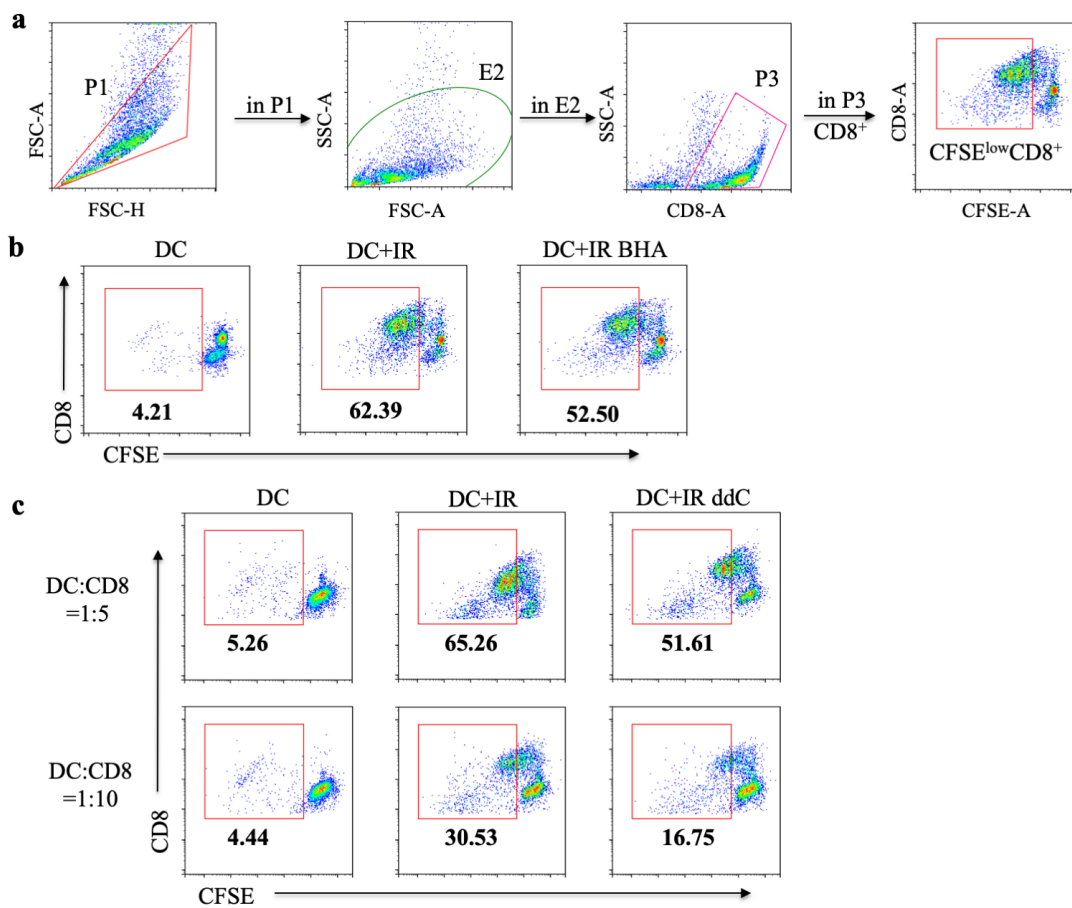 a
P1
FSC-A
FSC-H
in P1
E2
SSC-A
FSC-A
in E2
P3
SSC-A
CD8-A
in P3
CD8⁺
CD8-A
CFSE^lowCD8⁺
CFSE-A
b
DC
DC+IR
DC+IR BHA
CD8
4.21
62.39
52.50
CFSE
c
DC
DC+IR
DC+IR ddC
DC:CD8
=1:5
5.26
65.26
51.61
DC:CD8
=1:10
CD8
4.44
30.53
16.75
CFSE